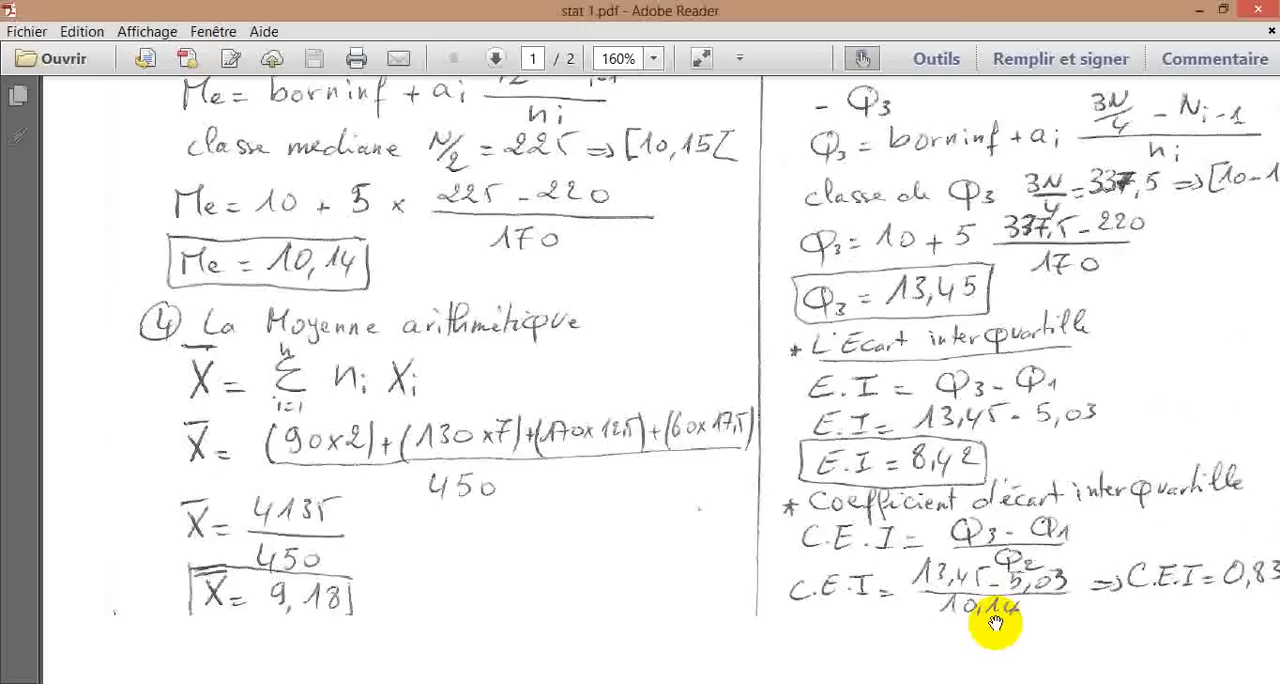 stat 1.pdf - Adobe Reader
Fichier Edition Affichage Fenêtre Aide
Ouvrir 1 / 2 160% Outils Remplir et signer Commentaire
Me = borninf + ai
ni
classe mediane N/2 = 225 => [10,15[
Me = 10 + 5 × 225 - 220
170
Me = 10,14
4 La Moyenne arithmétique
X̄ = Σ ni Xi
n
i=1
X̄ = (90x2)+(130x7)+(170x12,5)+(60x17,5)
450
X̄ = 4135
450
X̄ = 9,18
- Q3
Q3 = borninf + ai 3N/4 - Ni-1
ni
classe de Q3 3N/4 = 337,5 => [10-1
Q3 = 10 + 5 337,5 - 220
170
Q3 = 13,45
* L'Ecart interquartille
E.I = Q3 - Q1
E.I = 13,45 - 5,03
E.I = 8,42
* Coefficient d'écart interquartille
C.E.I = Q3 - Q1
Q2
C.E.I = 13,45 - 5,03 => C.E.I = 0,83
10,14